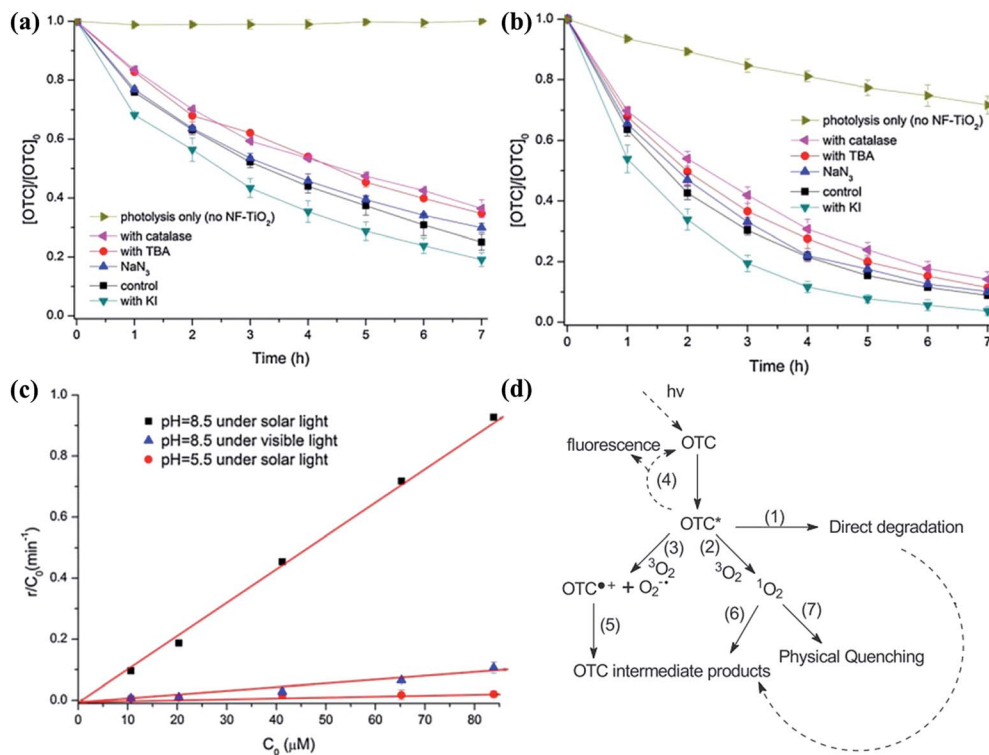 (a)
[OTC]/[OTC]₀
1.0
0.8
0.6
0.4
0.2
0.0
photolysis only (no NF-TiO₂)
with catalase
with TBA
NaN₃
control
with KI
0 1 2 3 4 5 6 7
Time (h)
(b)
[OTC]/[OTC]₀
1.0
0.8
0.6
0.4
0.2
0.0
photolysis only (no NF-TiO₂)
with catalase
with TBA
NaN₃
control
with KI
0 1 2 3 4 5 6 7
Time (h)
(c)
r/C₀(min⁻¹)
1.0
0.8
0.6
0.4
0.2
0.0
pH=8.5 under solar light
pH=8.5 under visible light
pH=5.5 under solar light
0 10 20 30 40 50 60 70 80
C₀ (μM)
(d)
hv
fluorescence
OTC
(4)
OTC*
(1)
Direct degradation
(3)
(2)
³O₂
³O₂
OTC●+ + O₂⁻•
¹O₂
(5)
(6)
(7)
OTC intermediate products
Physical Quenching